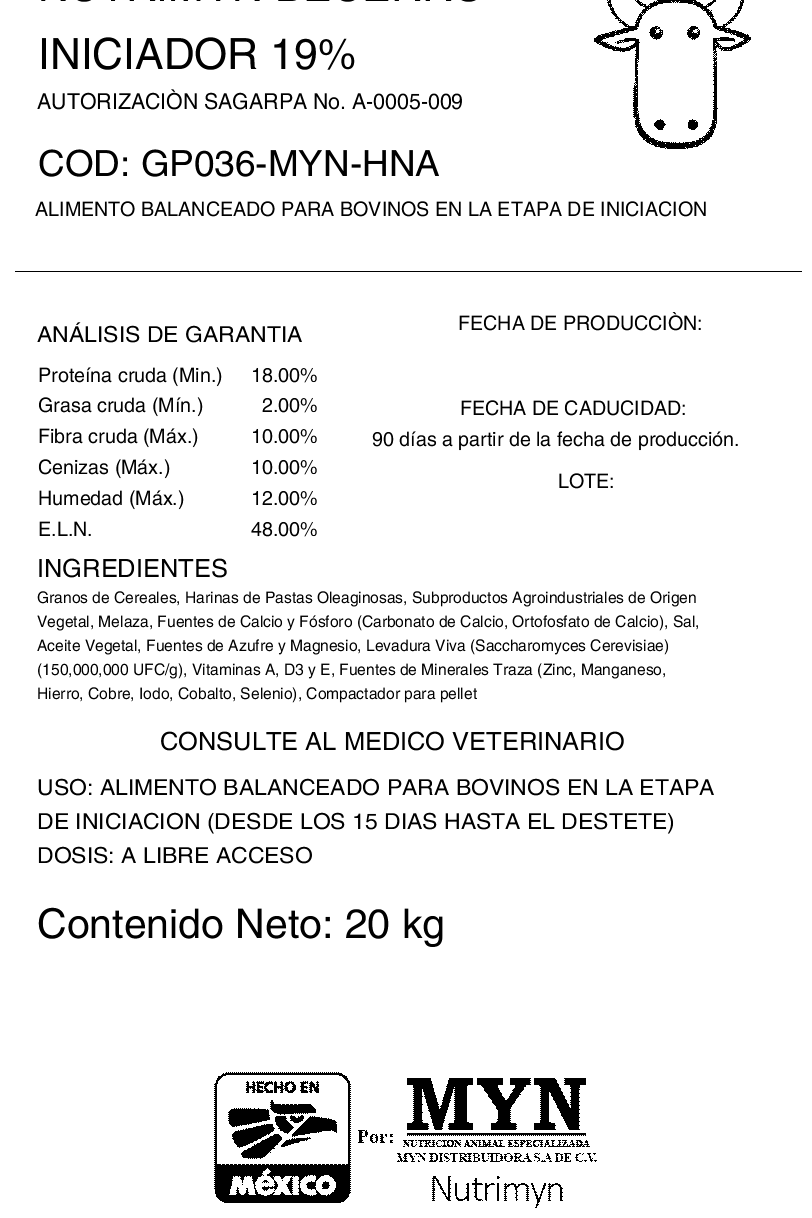 INICIADOR 19%
AUTORIZACIÒN SAGARPA No. A-0005-009
COD: GP036-MYN-HNA
ALIMENTO BALANCEADO PARA BOVINOS EN LA ETAPA DE INICIACION
ANÁLISIS DE GARANTIA
Proteína cruda (Min.) 18.00%
Grasa cruda (Mín.) 2.00%
Fibra cruda (Máx.) 10.00%
Cenizas (Máx.) 10.00%
Humedad (Máx.) 12.00%
E.L.N. 48.00%
FECHA DE PRODUCCIÒN:
FECHA DE CADUCIDAD:
90 días a partir de la fecha de producción.
LOTE:
INGREDIENTES
Granos de Cereales, Harinas de Pastas Oleaginosas, Subproductos Agroindustriales de Origen
Vegetal, Melaza, Fuentes de Calcio y Fósforo (Carbonato de Calcio, Ortofosfato de Calcio), Sal,
Aceite Vegetal, Fuentes de Azufre y Magnesio, Levadura Viva (Saccharomyces Cerevisiae)
(150,000,000 UFC/g), Vitaminas A, D3 y E, Fuentes de Minerales Traza (Zinc, Manganeso,
Hierro, Cobre, Iodo, Cobalto, Selenio), Compactador para pellet
CONSULTE AL MEDICO VETERINARIO
USO: ALIMENTO BALANCEADO PARA BOVINOS EN LA ETAPA
DE INICIACION (DESDE LOS 15 DIAS HASTA EL DESTETE)
DOSIS: A LIBRE ACCESO
Contenido Neto: 20 kg
HECHO EN
MéXICO
Por:
MYN
NUTRICION ANIMAL ESPECIALIZADA
MYN DISTRIBUIDORA S.A DE C.V.
Nutrimyn